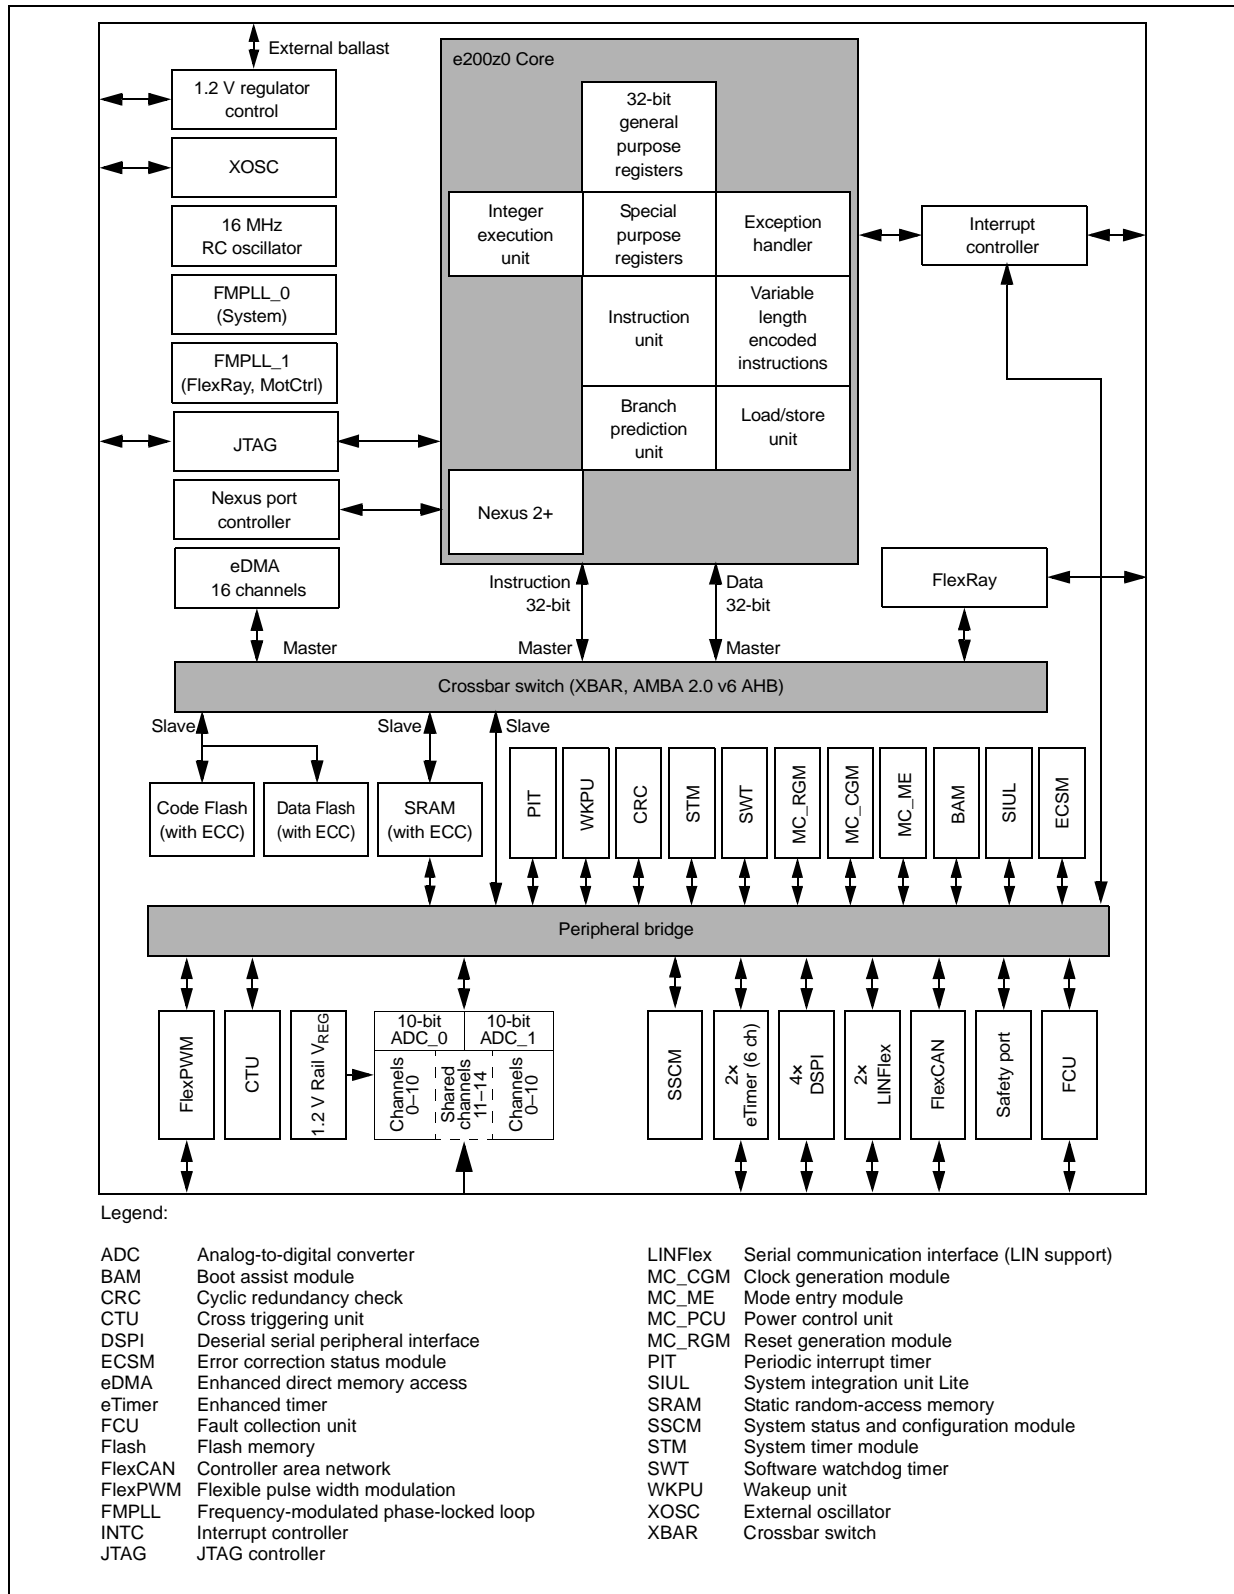 External ballast
1.2 V regulator
control
XOSC
16 MHz
RC oscillator
FMPLL_0
(System)
FMPLL_1
(FlexRay, MotCtrl)
JTAG
Nexus port
controller
eDMA
16 channels
e200z0 Core
32-bit
general
purpose
registers
Integer
execution
unit
Special
purpose
registers
Exception
handler
Instruction
unit
Variable
length
encoded
instructions
Branch
prediction
unit
Load/store
unit
Nexus 2+
Interrupt
controller
FlexRay
Instruction
32-bit
Data
32-bit
Master
Master
Master
Crossbar switch (XBAR, AMBA 2.0 v6 AHB)
Slave
Slave
Slave
Code Flash
(with ECC)
Data Flash
(with ECC)
SRAM
(with ECC)
PIT
WKPU
CRC
STM
SWT
MC_RGM
MC_CGM
MC_ME
BAM
SIUL
ECSM
Peripheral bridge
FlexPWM
CTU
1.2 V Rail VREG
10-bit
ADC_0
10-bit
ADC_1
Channels
0–10
Shared
channels
11–14
Channels
0–10
SSCM
2×
eTimer (6 ch)
4×
DSPI
2×
LINFlex
FlexCAN
Safety port
FCU
Legend:
ADC Analog-to-digital converter
BAM Boot assist module
CRC Cyclic redundancy check
CTU Cross triggering unit
DSPI Deserial serial peripheral interface
ECSM Error correction status module
eDMA Enhanced direct memory access
eTimer Enhanced timer
FCU Fault collection unit
Flash Flash memory
FlexCAN Controller area network
FlexPWM Flexible pulse width modulation
FMPLL Frequency-modulated phase-locked loop
INTC Interrupt controller
JTAG JTAG controller
LINFlex Serial communication interface (LIN support)
MC_CGM Clock generation module
MC_ME Mode entry module
MC_PCU Power control unit
MC_RGM Reset generation module
PIT Periodic interrupt timer
SIUL System integration unit Lite
SRAM Static random-access memory
SSCM System status and configuration module
STM System timer module
SWT Software watchdog timer
WKPU Wakeup unit
XOSC External oscillator
XBAR Crossbar switch